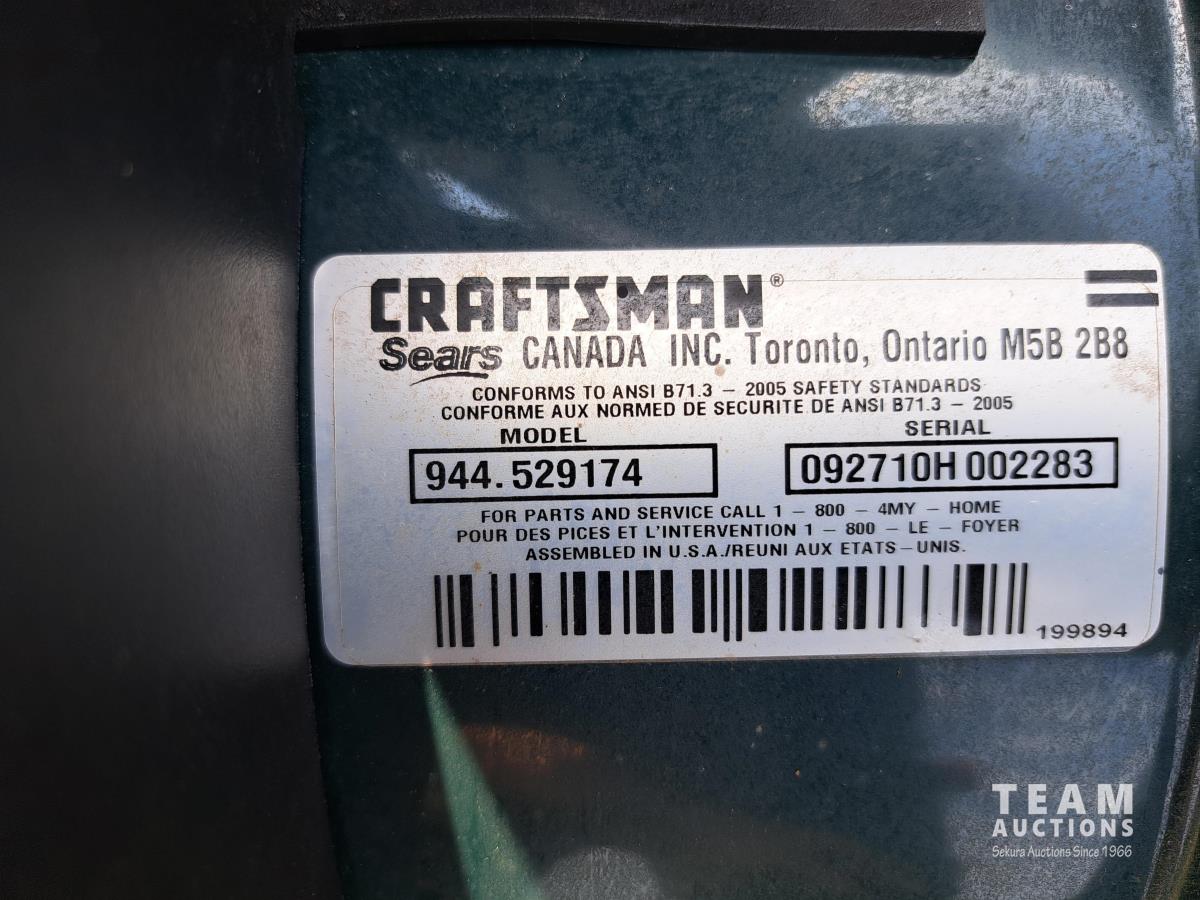 CRAFTSMAN®
Sears CANADA INC. Toronto, Ontario M5B 2B8
CONFORMS TO ANSI B71.3 – 2005 SAFETY STANDARDS
CONFORME AUX NORMED DE SECURITE DE ANSI B71.3 – 2005
MODEL SERIAL
944.529174 092710H 002283
FOR PARTS AND SERVICE CALL 1 – 800 – 4MY – HOME
POUR DES PICES ET L'INTERVENTION 1 – 800 – LE – FOYER
ASSEMBLED IN U.S.A./REUNI AUX ETATS – UNIS.
199894
TEAM
AUCTIONS
Sekura Auctions Since 1966